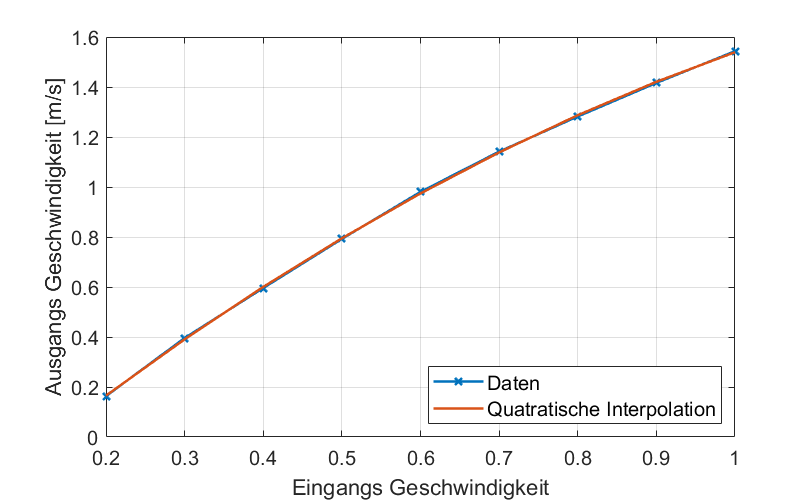 1.6
1.4
1.2
1
0.8
0.6
0.4
0.2
0
Ausgangs Geschwindigkeit [m/s]
Daten
Quatratische Interpolation
0.2 0.3 0.4 0.5 0.6 0.7 0.8 0.9 1
Eingangs Geschwindigkeit